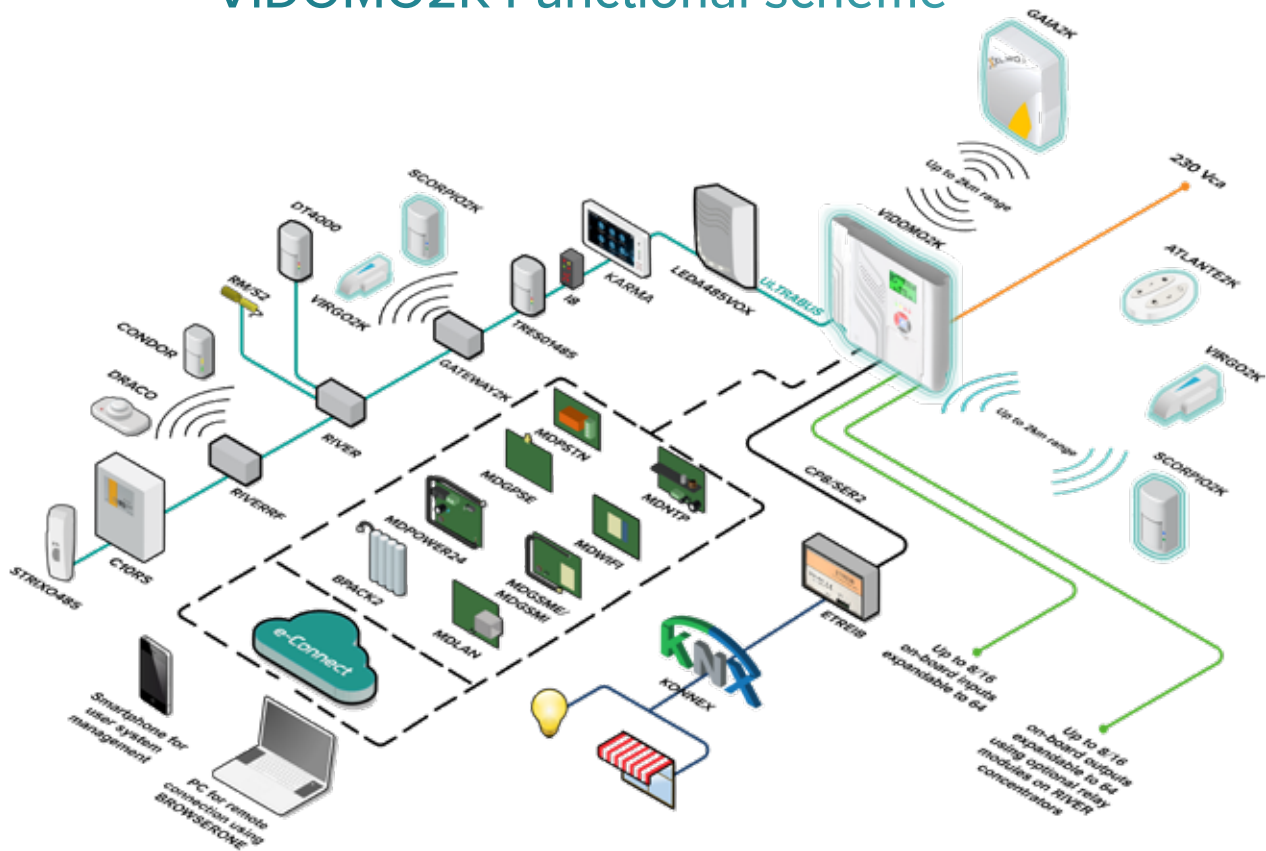 VIDOMO2K Functional scheme
GAIA2K
Up to 2km range
230 Vca
VIDOMO2K
ATLANTE2K
VIRGO2K
SCORPIO2K
Up to 2km range
SCORPIO2K
DT4000
VIRGO2K
RM/S2
CONDOR
DRACO
KARMA
LEDA485VOX
ULTRABUS
I8
TRESO1485
GATEWAY2K
RIVER
RIVERRF
C10RS
STRIXO485
MDPSTN
MDGPSE
MDNTP
MDPOWER24
MDWIFI
BPACK2
MDGSME/
MDGSMI
MDLAN
e-Connect
CPB/SER2
ETREIB
KNX
KONNEX
Up to 8/16
on-board inputs
expandable to 64
Up to 8/16
on-board outputs
expandable to 64
using optional relay
modules on RIVER
concentrators
Smartphone for
user system
management
PC for remote
connection using
BROWSERONE